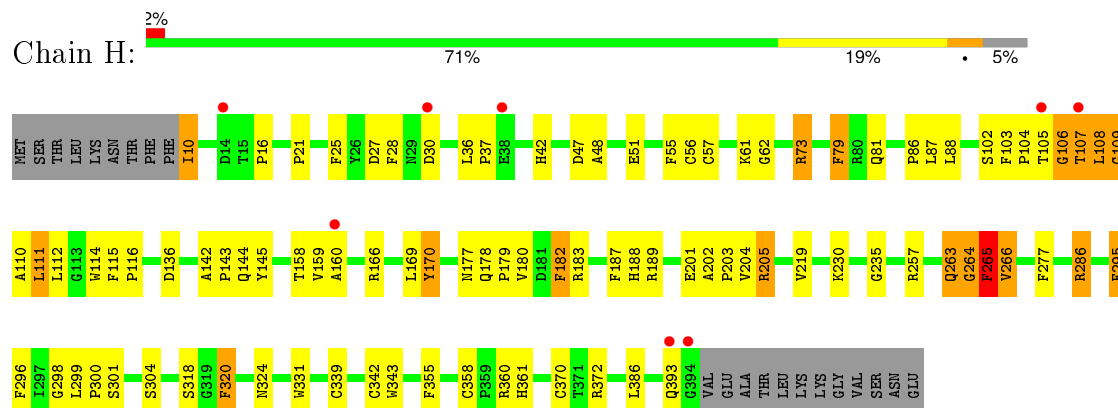 2%
Chain H:
71% 19% • 5%
MET SER THR LEU LYS ASN THR PHE PHE I10 D14 T15 P16 P21 F25 Y26 D27 F28 N29 D30 L36 P37 E38 H42 D47 A48 E51 F55 C56 C57 K61 G62 R73 F79 R80 Q81 P86 L87 L88 S102 F103 P104 T105 G106 T107 L108 G109
A110 L111 L112 G113 W114 F115 P116 D136 A142 P143 Q144 Y145 T158 V159 A160 R166 L169 Y170 N177 Q178 P179 V180 D181 F182 R183 F187 H188 R189 E201 A202 P203 V204 R205 V219 K230 G235 R257 Q263 G264 F265 V266 F277 R286
F296 I297 G298 L299 P300 S301 S304 S318 G319 F320 N324 W331 C339 C342 W343 F355 C358 P359 R360 H361 C370 T371 R372 L386 Q393 G394 VAL GLU ALA THR LEU LYS LYS GLY VAL SER ASN GLU